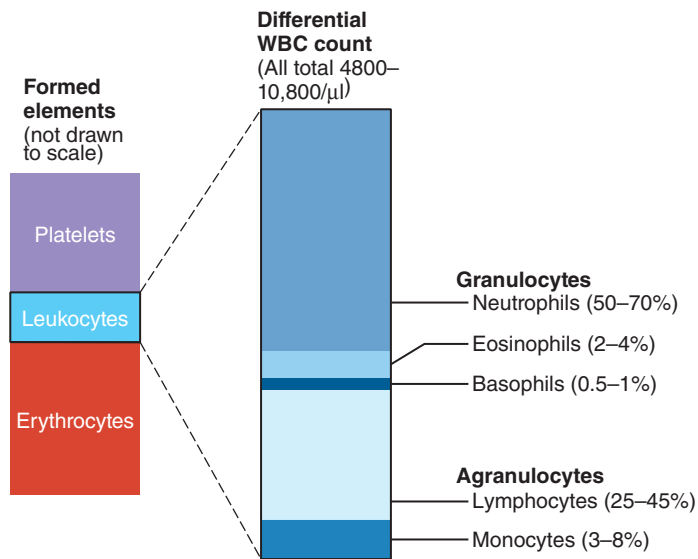 Differential
WBC count
(All total 4800–
10,800/µl)
Formed
elements
(not drawn
to scale)
Platelets
Leukocytes
Erythrocytes
Granulocytes
Neutrophils (50–70%)
Eosinophils (2–4%)
Basophils (0.5–1%)
Agranulocytes
Lymphocytes (25–45%)
Monocytes (3–8%)